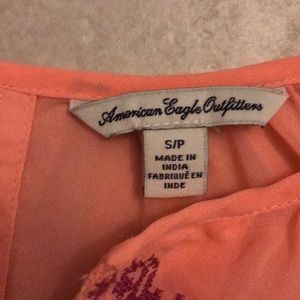 American Eagle Outfitters
S/P
MADE IN
INDIA
FABRIQUÉ EN
INDE